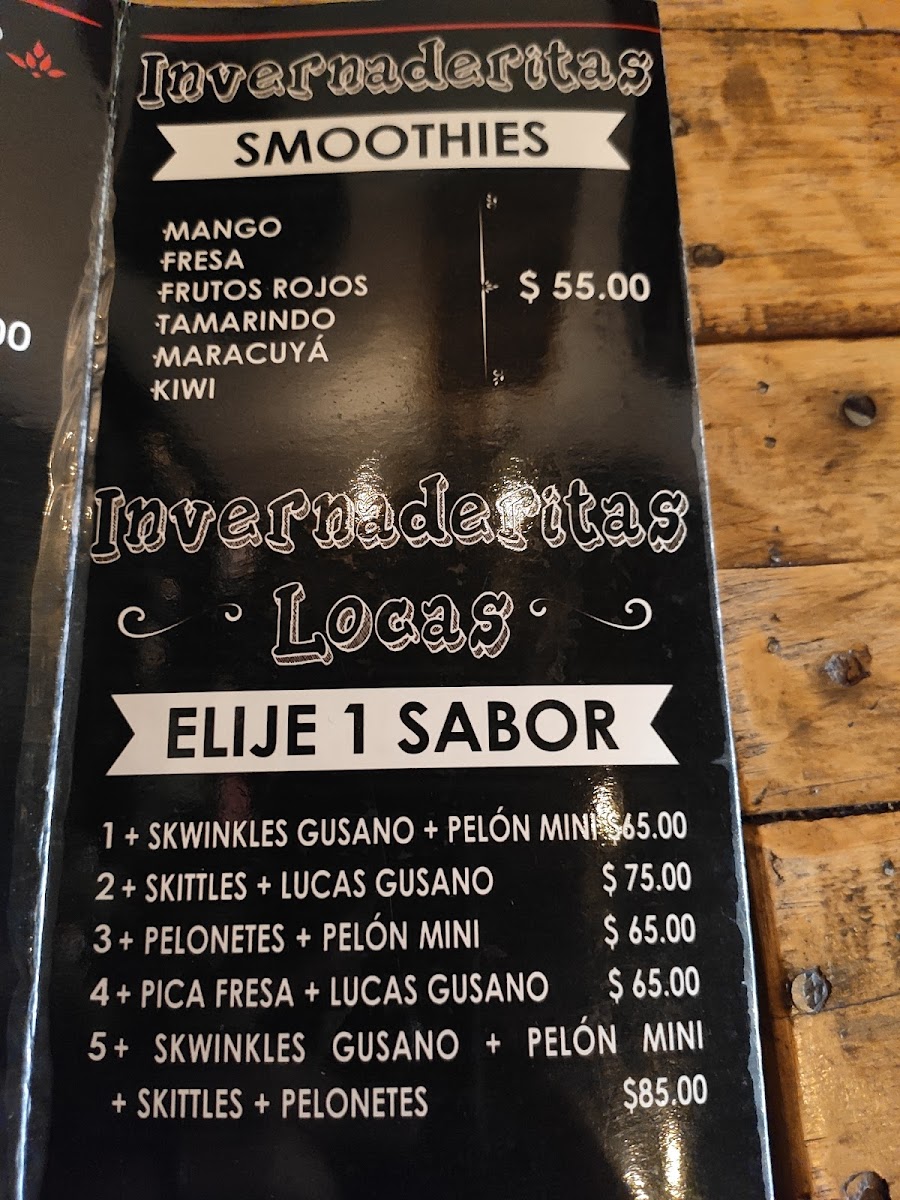 Invernaderitas
SMOOTHIES
·MANGO
·FRESA
·FRUTOS ROJOS
·TAMARINDO
·MARACUYÁ
·KIWI
$ 55.00
Invernaderitas
Locas
ELIJE 1 SABOR
1 + SKWINKLES GUSANO + PELÓN MINI $65.00
2 + SKITTLES + LUCAS GUSANO $ 75.00
3 + PELONETES + PELÓN MINI $ 65.00
4 + PICA FRESA + LUCAS GUSANO $ 65.00
5 + SKWINKLES GUSANO + PELÓN MINI
+ SKITTLES + PELONETES $85.00